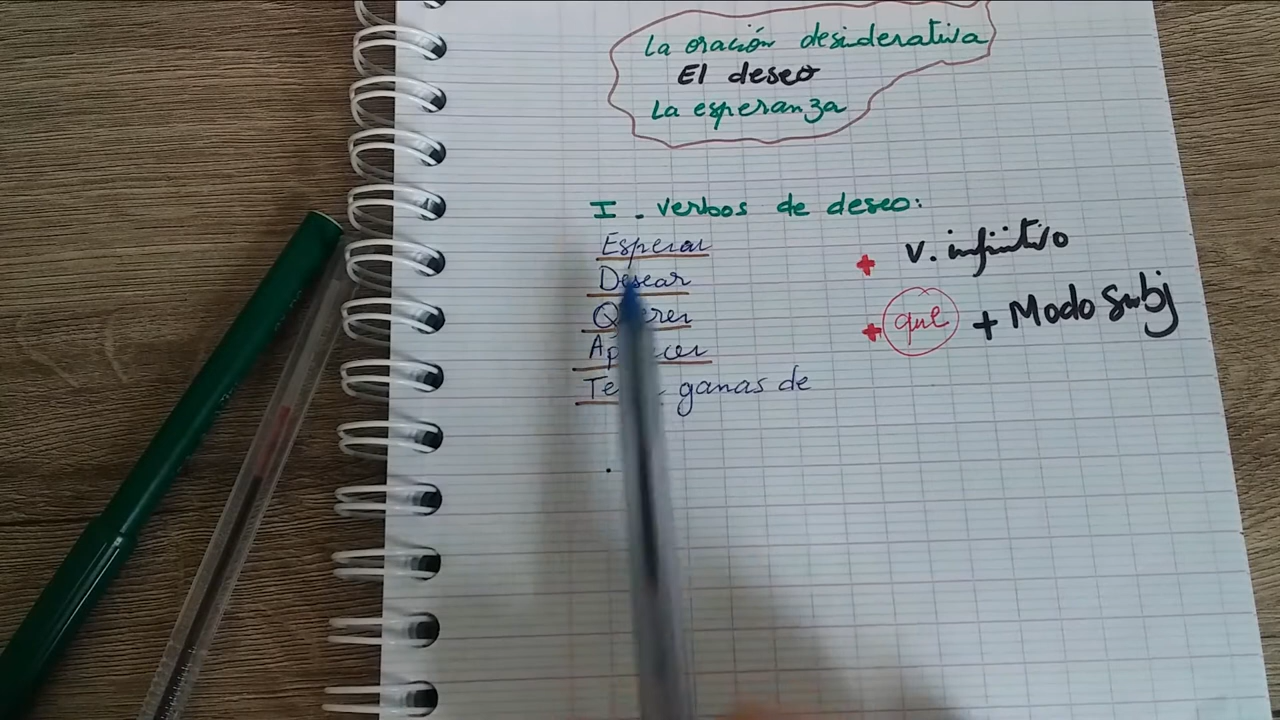 La oración desiderativa
El deseo
La esperanza
I. verbos de deseo:
Esperar
+ V. infinitivo
Desear
+ que + Modo Subj
ganas de